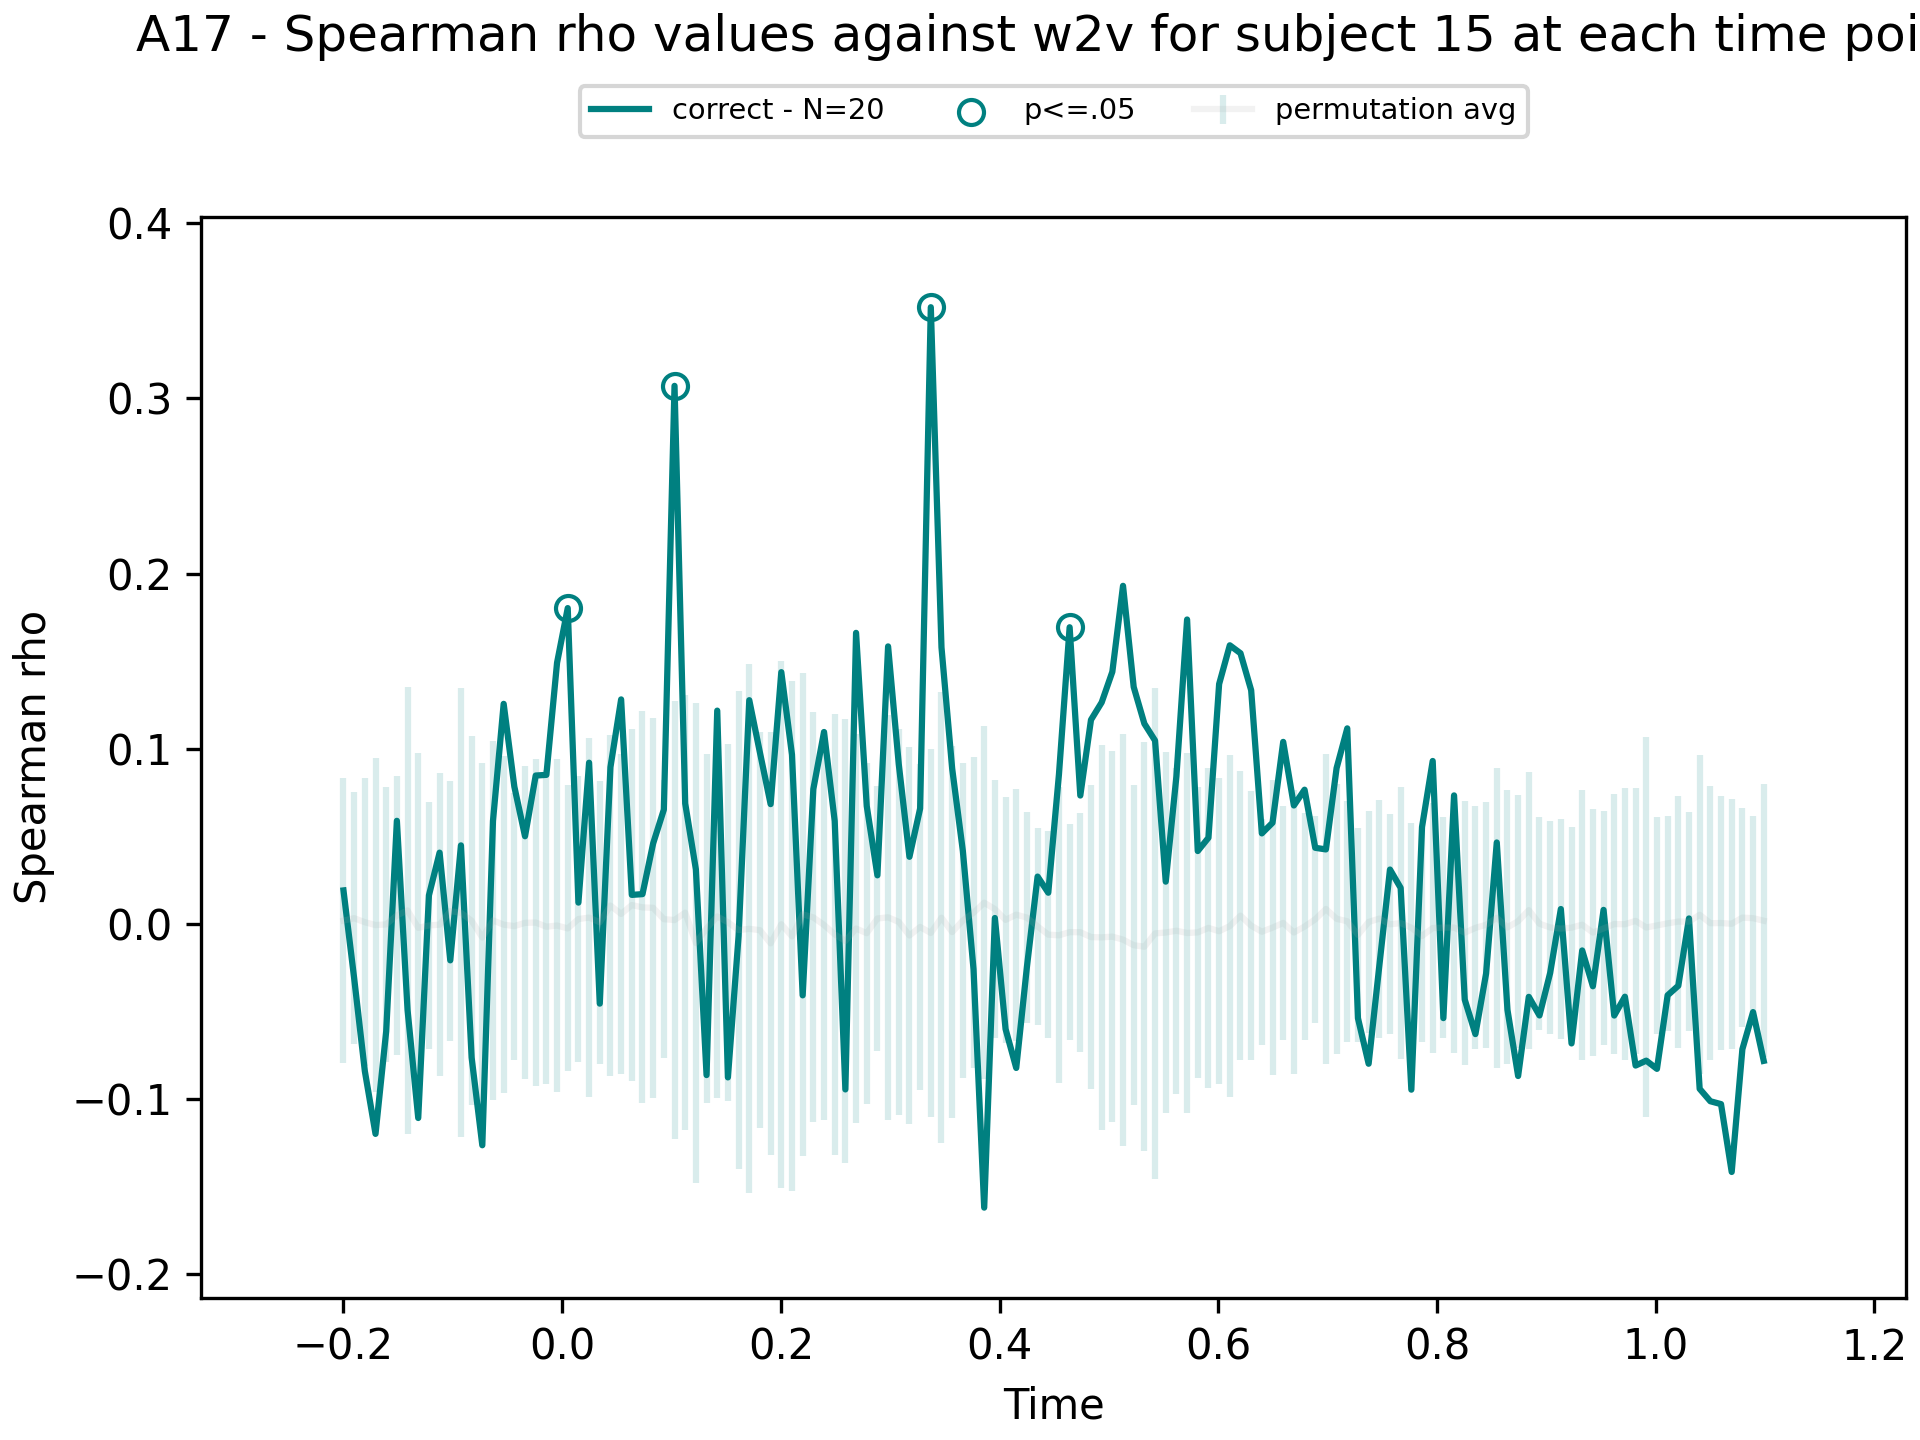 A17 - Spearman rho values against w2v for subject 15 at each time poi
correct - N=20 p<=.05 permutation avg
0.4
0.3
0.2
0.1
0.0
−0.1
−0.2
Spearman rho
−0.2 0.0 0.2 0.4 0.6 0.8 1.0 1.2
Time